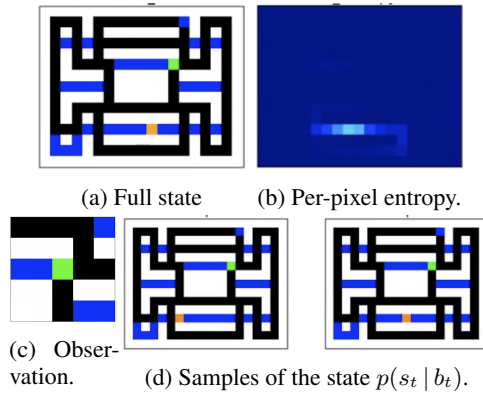 (a) Full state
(b) Per-pixel entropy.
(c) Obser-
vation.
(d) Samples of the state p(s_t | b_t).